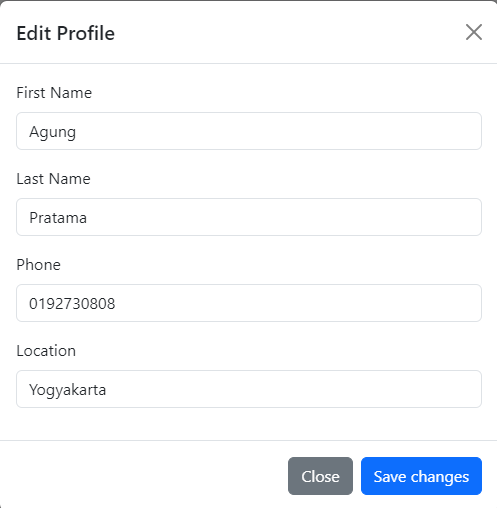 Edit Profile
First Name
Agung
Last Name
Pratama
Phone
0192730808
Location
Yogyakarta
Close Save changes